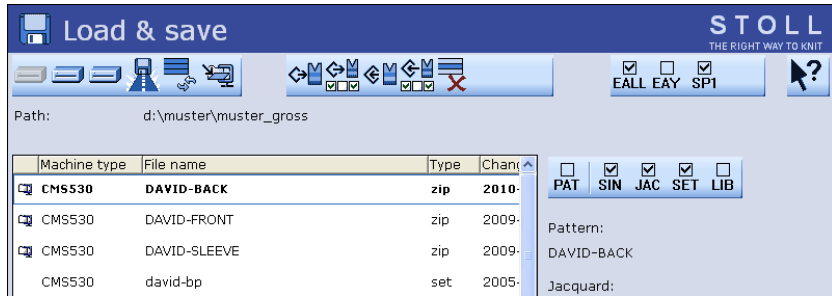 Load & save
STOLL
THE RIGHT WAY TO KNIT
EALL EAY SP1
?
Path: d:\muster\muster_gross
Machine type File name Type Chang
CMS530 DAVID-BACK zip 2010-
CMS530 DAVID-FRONT zip 2009-
CMS530 DAVID-SLEEVE zip 2009-
CMS530 david-bp set 2005-
PAT SIN JAC SET LIB
Pattern:
DAVID-BACK
Jacquard: